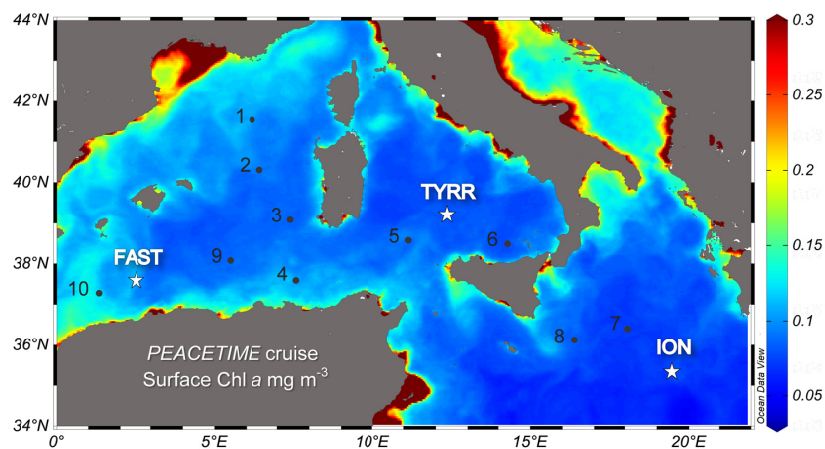 44°N
42°N
40°N
38°N
36°N
34°N
0°
5°E
10°E
15°E
20°E
1
2
3
TYRR
5
6
FAST
9
4
10
7
8
ION
PEACETIME cruise
Surface Chl a mg m⁻³
Ocean Data View
0.3
0.25
0.2
0.15
0.1
0.05